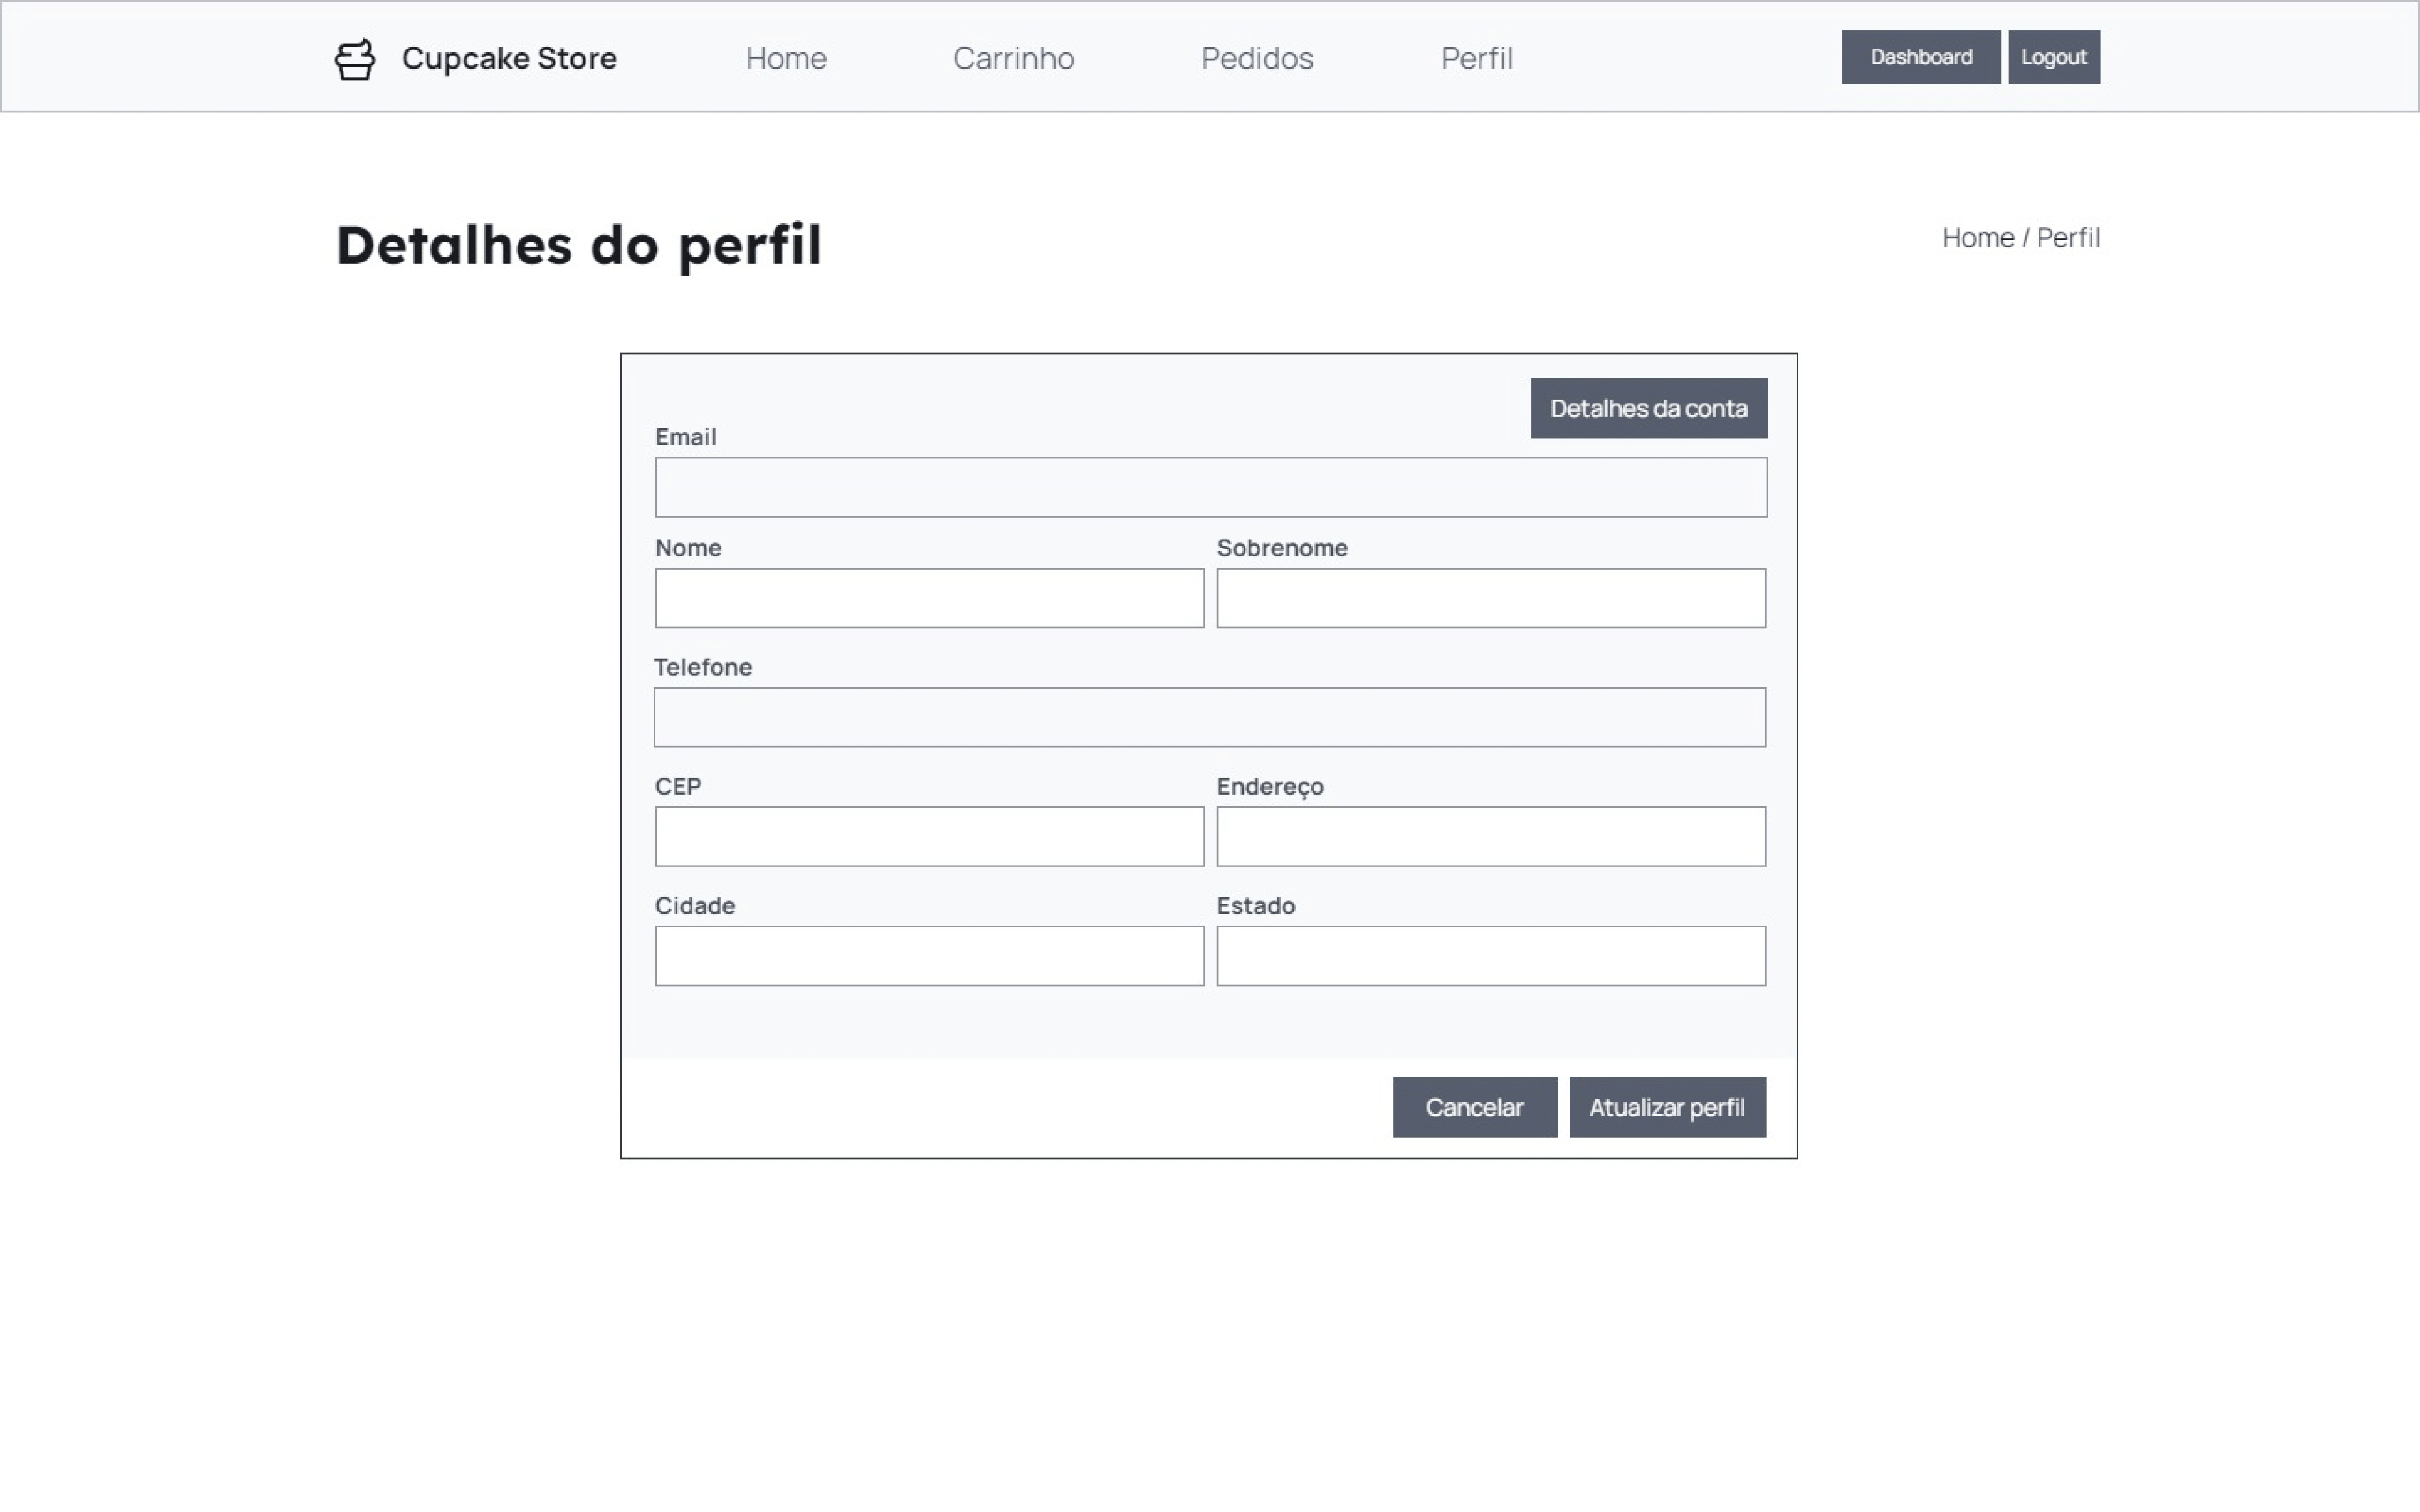 Cupcake Store Home Carrinho Pedidos Perfil Dashboard Logout
Detalhes do perfil Home / Perfil
Detalhes da conta
Email
Nome Sobrenome
Telefone
CEP Endereço
Cidade Estado
Cancelar Atualizar perfil